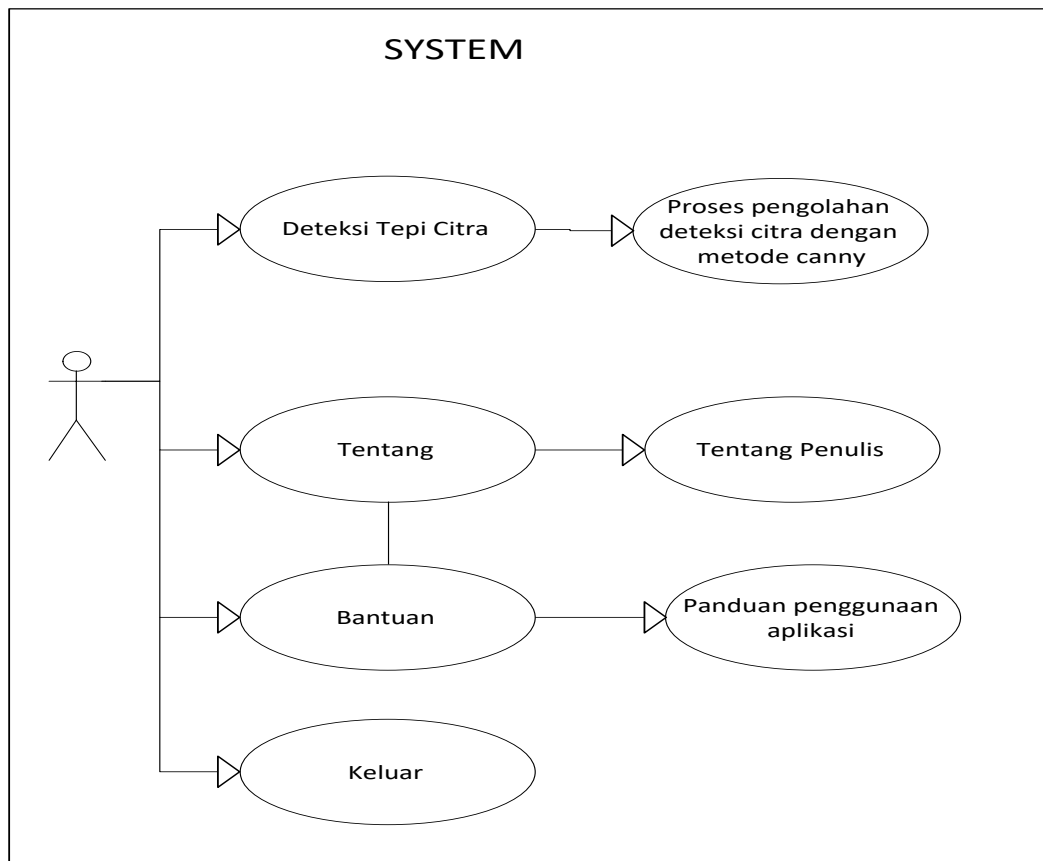 SYSTEM
Deteksi Tepi Citra
Proses pengolahan
deteksi citra dengan
metode canny
Tentang
Tentang Penulis
Bantuan
Panduan penggunaan
aplikasi
Keluar